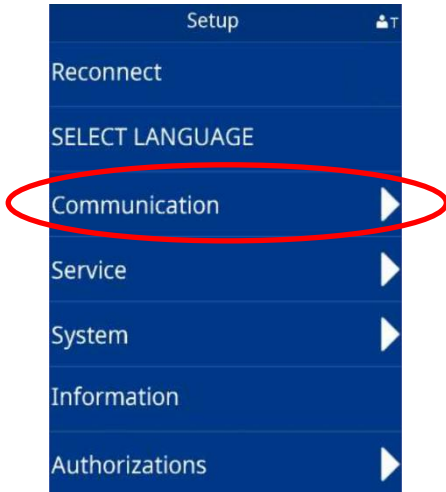 Setup
T
Reconnect
SELECT LANGUAGE
Communication
Service
System
Information
Authorizations